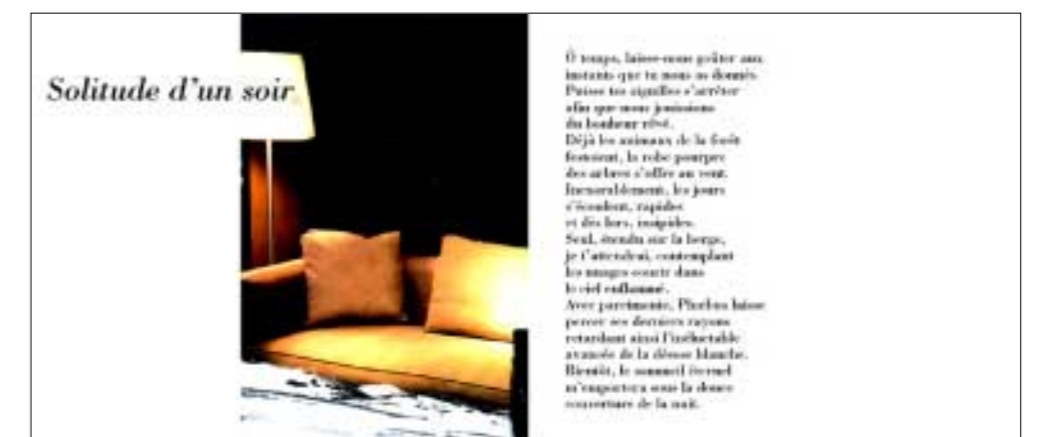 Solitude d'un soir
Ô temps, laisse-nous goûter aux
instants que tu nous as donnés.
Puisse tes aiguilles s'arrêter
afin que nous jouissions
du bonheur rêvé.
Déjà les animaux de la forêt
festoient, la robe pourpre
des arbres s'offre au vent.
Inexorablement, les jours
s'écoulent, rapides
et dès lors, insipides.
Seul, étendu sur la berge,
je t'attendrai, contemplant
les nuages courir dans
le ciel enflammé.
Avec parcimonie, Phœbus laisse
percer ses derniers rayons
retardant ainsi l'inéluctable
avancée de la déesse blanche.
Bientôt, le sommeil éternel
m'emportera sous la douce
couverture de la nuit.